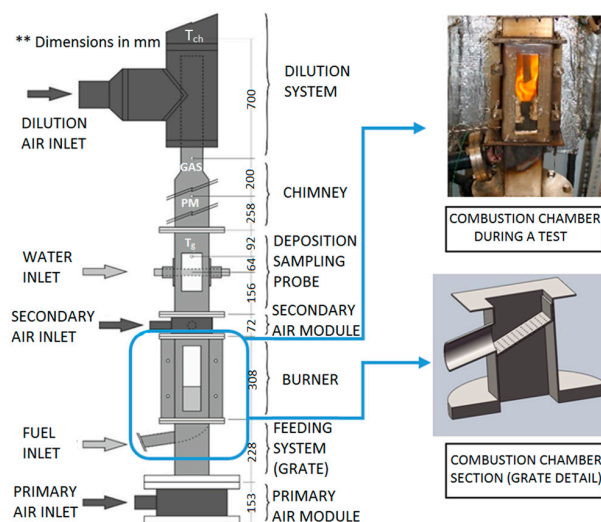 ** Dimensions in mm
T_ch
DILUTION
SYSTEM
700
DILUTION
AIR INLET
GAS
200
CHIMNEY
PM
258
T_g
92
DEPOSITION
SAMPLING
PROBE
64
WATER
INLET
156
SECONDARY
AIR INLET
72
SECONDARY
AIR MODULE
308
BURNER
FUEL
INLET
228
FEEDING
SYSTEM
(GRATE)
PRIMARY
AIR INLET
153
PRIMARY
AIR MODULE
COMBUSTION CHAMBER
DURING A TEST
COMBUSTION CHAMBER
SECTION (GRATE DETAIL)